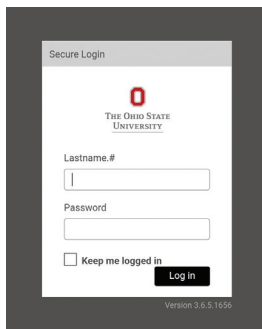 Secure Login
O
THE OHIO STATE
UNIVERSITY
Lastname.#
Password
Keep me logged in
Log in
Version 3.6.5.1656